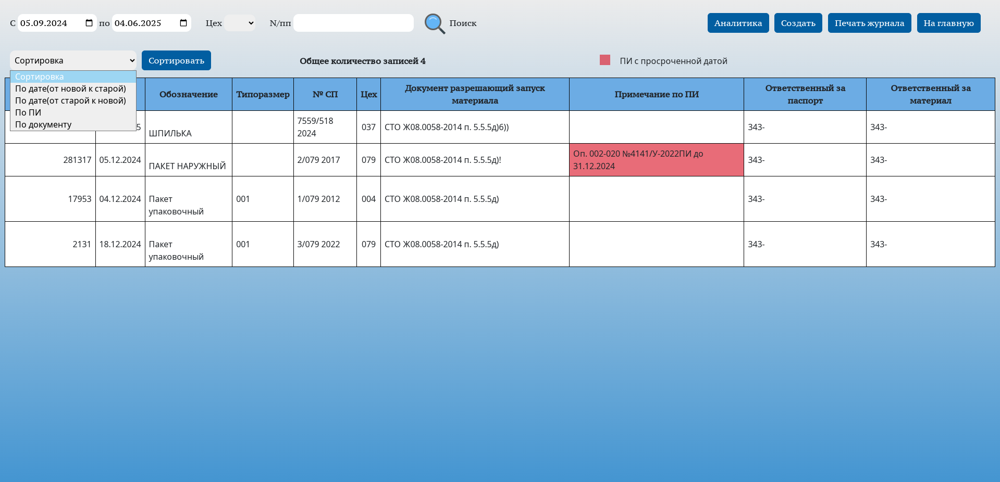 С 05.09.2024 по 04.06.2025 Цех N/пп Поиск Аналитика Создать Печать журнала На главную
Сортировка Сортировать Общее количество записей 4 ПИ с просроченной датой
Сортировка
По дате(от новой к старой)
По дате(от старой к новой)
По ПИ
По документу
Обозначение Типоразмер № СП Цех Документ разрешающий запуск материала Примечание по ПИ Ответственный за паспорт Ответственный за материал
5 ШПИЛЬКА 7559/518 2024 037 СТО Ж08.0058-2014 п. 5.5.5д)6)) 343- 343-
281317 05.12.2024 ПАКЕТ НАРУЖНЫЙ 2/079 2017 079 СТО Ж08.0058-2014 п. 5.5.5д)! Оп. 002-020 №4141/У-2022ПИ до 31.12.2024 343- 343-
17953 04.12.2024 Пакет упаковочный 001 1/079 2012 004 СТО Ж08.0058-2014 п. 5.5.5д) 343- 343-
2131 18.12.2024 Пакет упаковочный 001 3/079 2022 079 СТО Ж08.0058-2014 п. 5.5.5д) 343- 343-